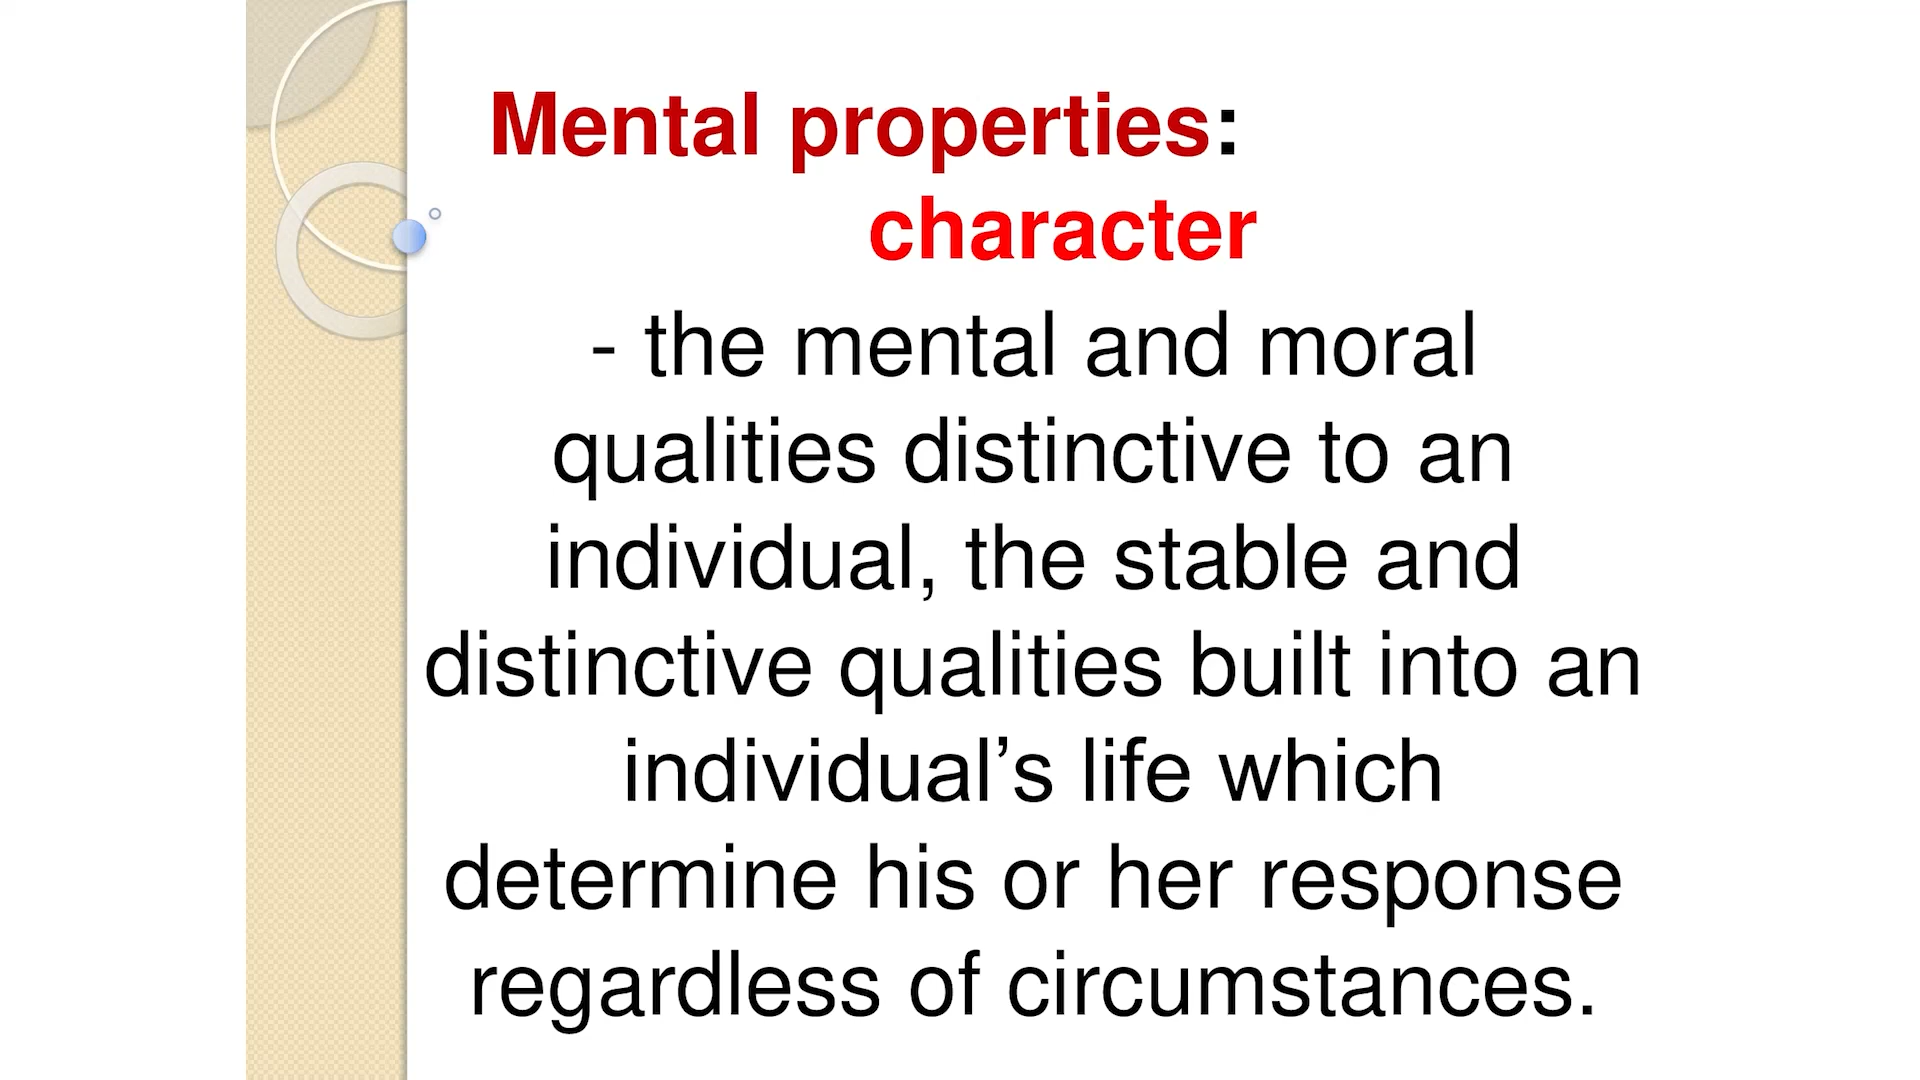 Mental properties:
character
- the mental and moral
qualities distinctive to an
individual, the stable and
distinctive qualities built into an
individual’s life which
determine his or her response
regardless of circumstances.